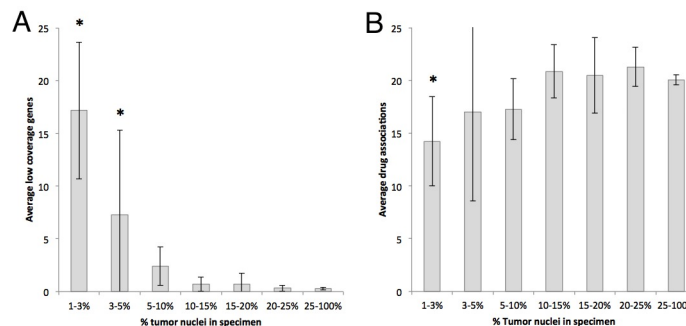 A
B
25
20
15
10
5
0
Average low coverage genes
*
*
1-3% 3-5% 5-10% 10-15% 15-20% 20-25% 25-100%
% tumor nuclei in specimen
25
20
15
10
5
0
Average drug associations
*
1-3% 3-5% 5-10% 10-15% 15-20% 20-25% 25-100
% Tumor nuclei in specimen